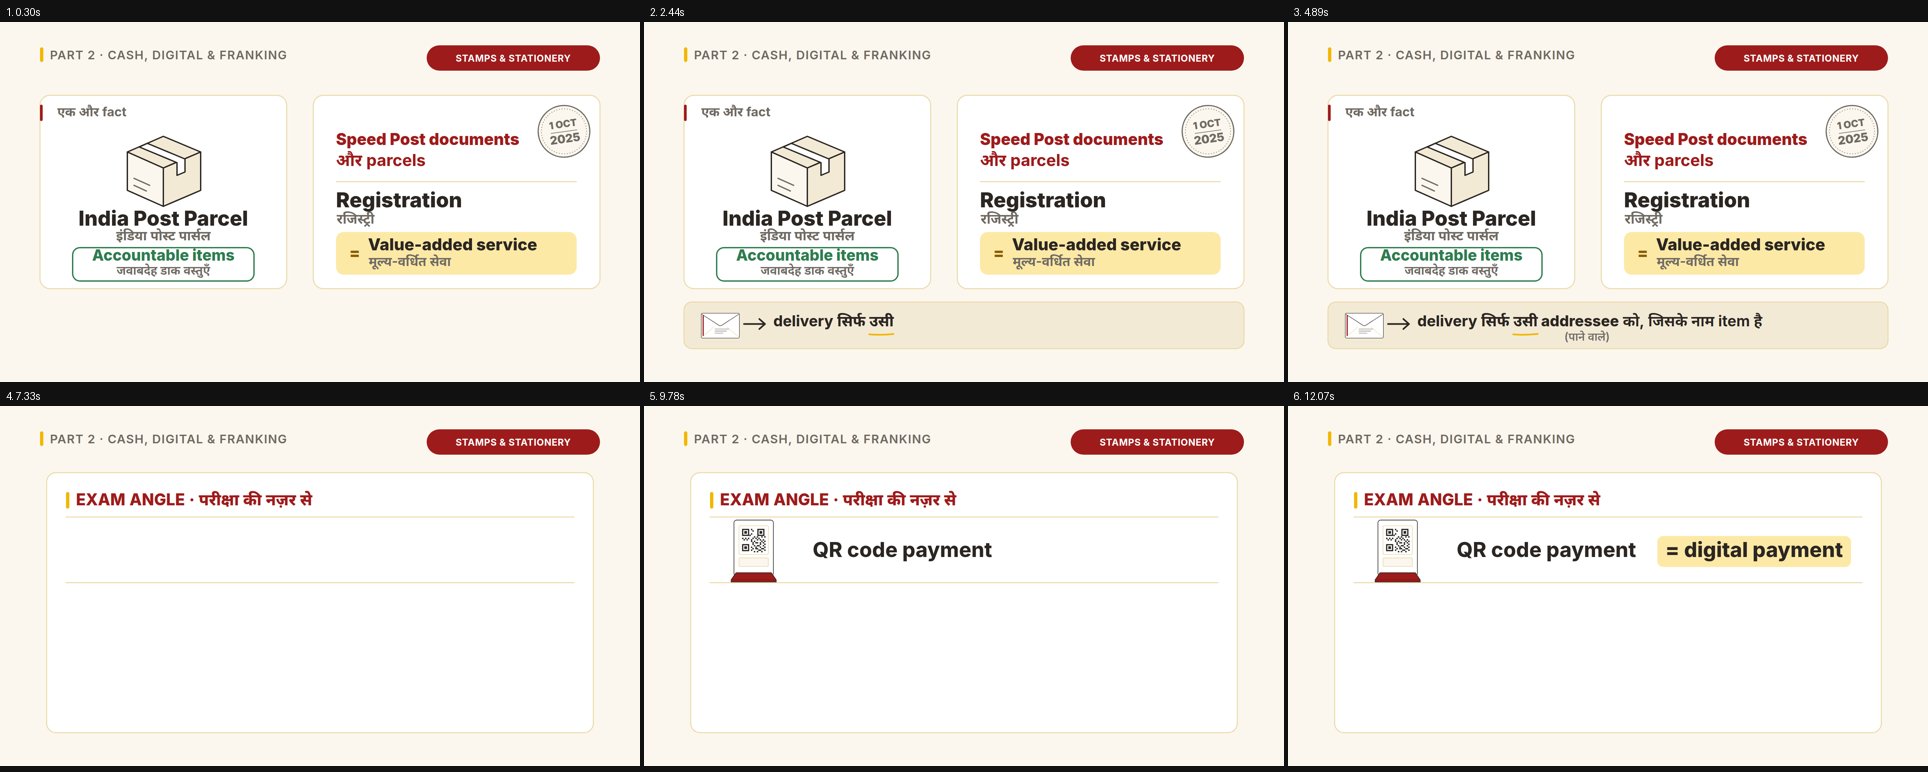 1. 0.30s
PART 2 · CASH, DIGITAL & FRANKING
STAMPS & STATIONERY
एक और fact
India Post Parcel
इंडिया पोस्ट पार्सल
Accountable items
जवाबदेह डाक वस्तुएँ
1 OCT
2025
Speed Post documents
और parcels
Registration
रजिस्ट्री
= Value-added service
मूल्य-वर्धित सेवा
2. 2.44s
PART 2 · CASH, DIGITAL & FRANKING
STAMPS & STATIONERY
एक और fact
India Post Parcel
इंडिया पोस्ट पार्सल
Accountable items
जवाबदेह डाक वस्तुएँ
1 OCT
2025
Speed Post documents
और parcels
Registration
रजिस्ट्री
= Value-added service
मूल्य-वर्धित सेवा
delivery सिर्फ उसी
3. 4.89s
PART 2 · CASH, DIGITAL & FRANKING
STAMPS & STATIONERY
एक और fact
India Post Parcel
इंडिया पोस्ट पार्सल
Accountable items
जवाबदेह डाक वस्तुएँ
1 OCT
2025
Speed Post documents
और parcels
Registration
रजिस्ट्री
= Value-added service
मूल्य-वर्धित सेवा
delivery सिर्फ उसी addressee को, जिसके नाम item है
(पाने वाले)
4. 7.33s
PART 2 · CASH, DIGITAL & FRANKING
STAMPS & STATIONERY
EXAM ANGLE · परीक्षा की नज़र से
5. 9.78s
PART 2 · CASH, DIGITAL & FRANKING
STAMPS & STATIONERY
EXAM ANGLE · परीक्षा की नज़र से
QR code payment
6. 12.07s
PART 2 · CASH, DIGITAL & FRANKING
STAMPS & STATIONERY
EXAM ANGLE · परीक्षा की नज़र से
QR code payment = digital payment